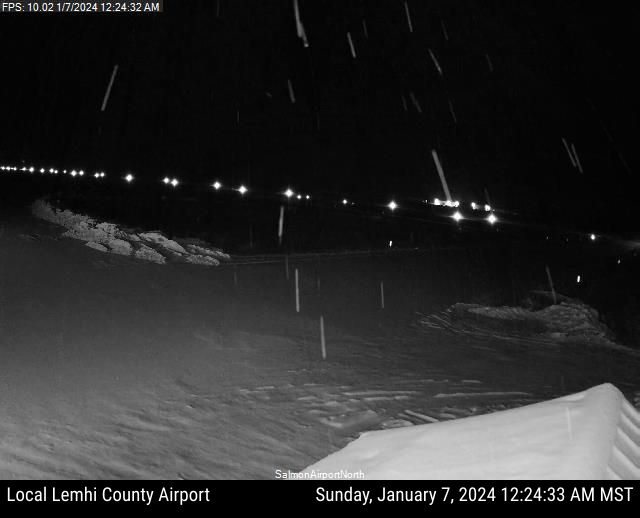 FPS: 10.02 1/7/2024 12:24:32 AM
SalmonAirportNorth
Local Lemhi County Airport Sunday, January 7, 2024 12:24:33 AM MST